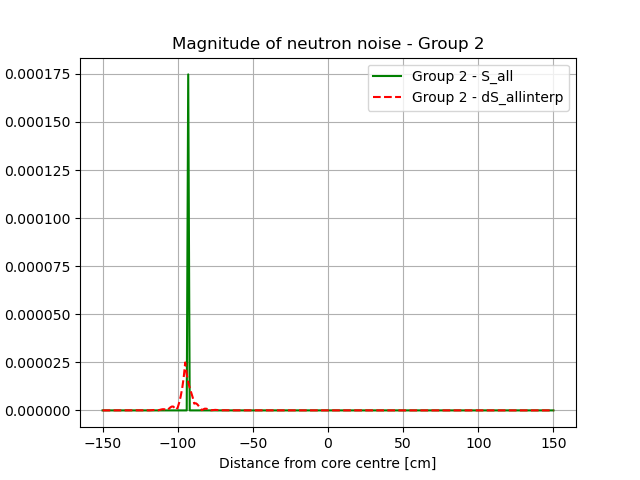 Magnitude of neutron noise - Group 2
Group 2 - S_all
Group 2 - dS_allinterp
0.000175
0.000150
0.000125
0.000100
0.000075
0.000050
0.000025
0.000000
−150 −100 −50 0 50 100 150
Distance from core centre [cm]